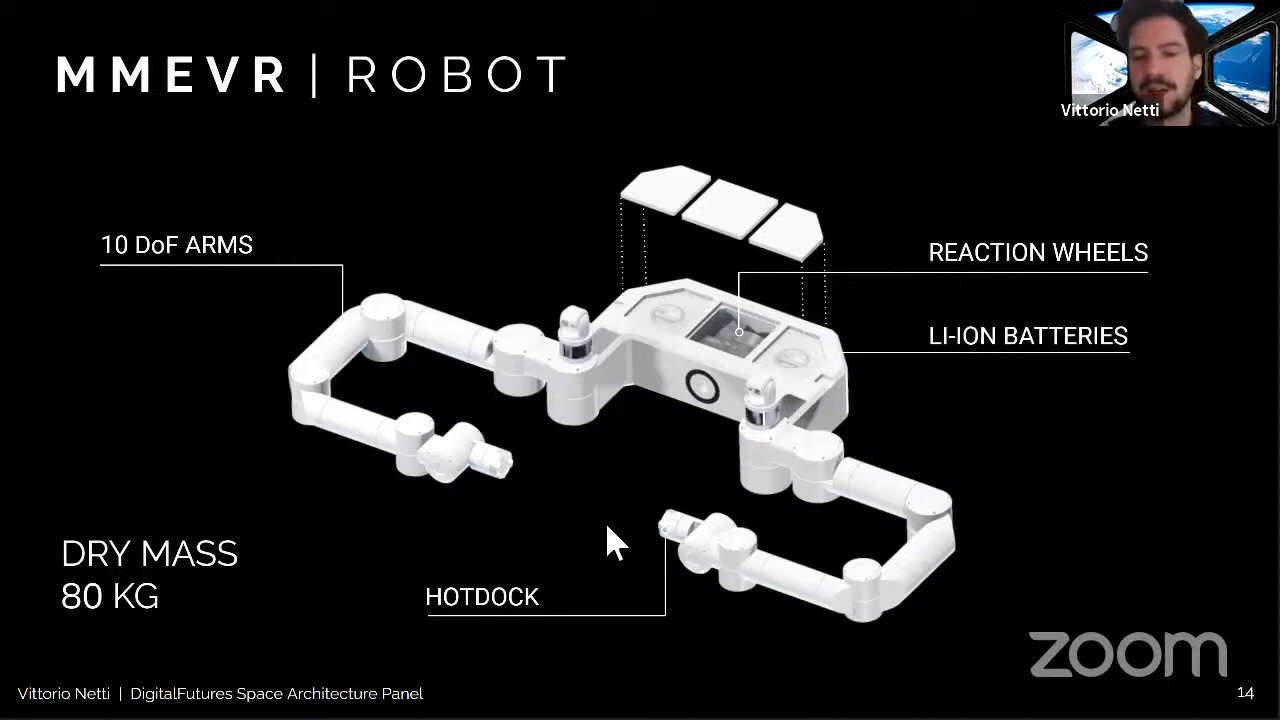 MMEVR | ROBOT
Vittorio Netti
10 DoF ARMS
REACTION WHEELS
LI-ION BATTERIES
DRY MASS
80 KG
HOTDOCK
zoom
Vittorio Netti | DigitalFutures Space Architecture Panel
14